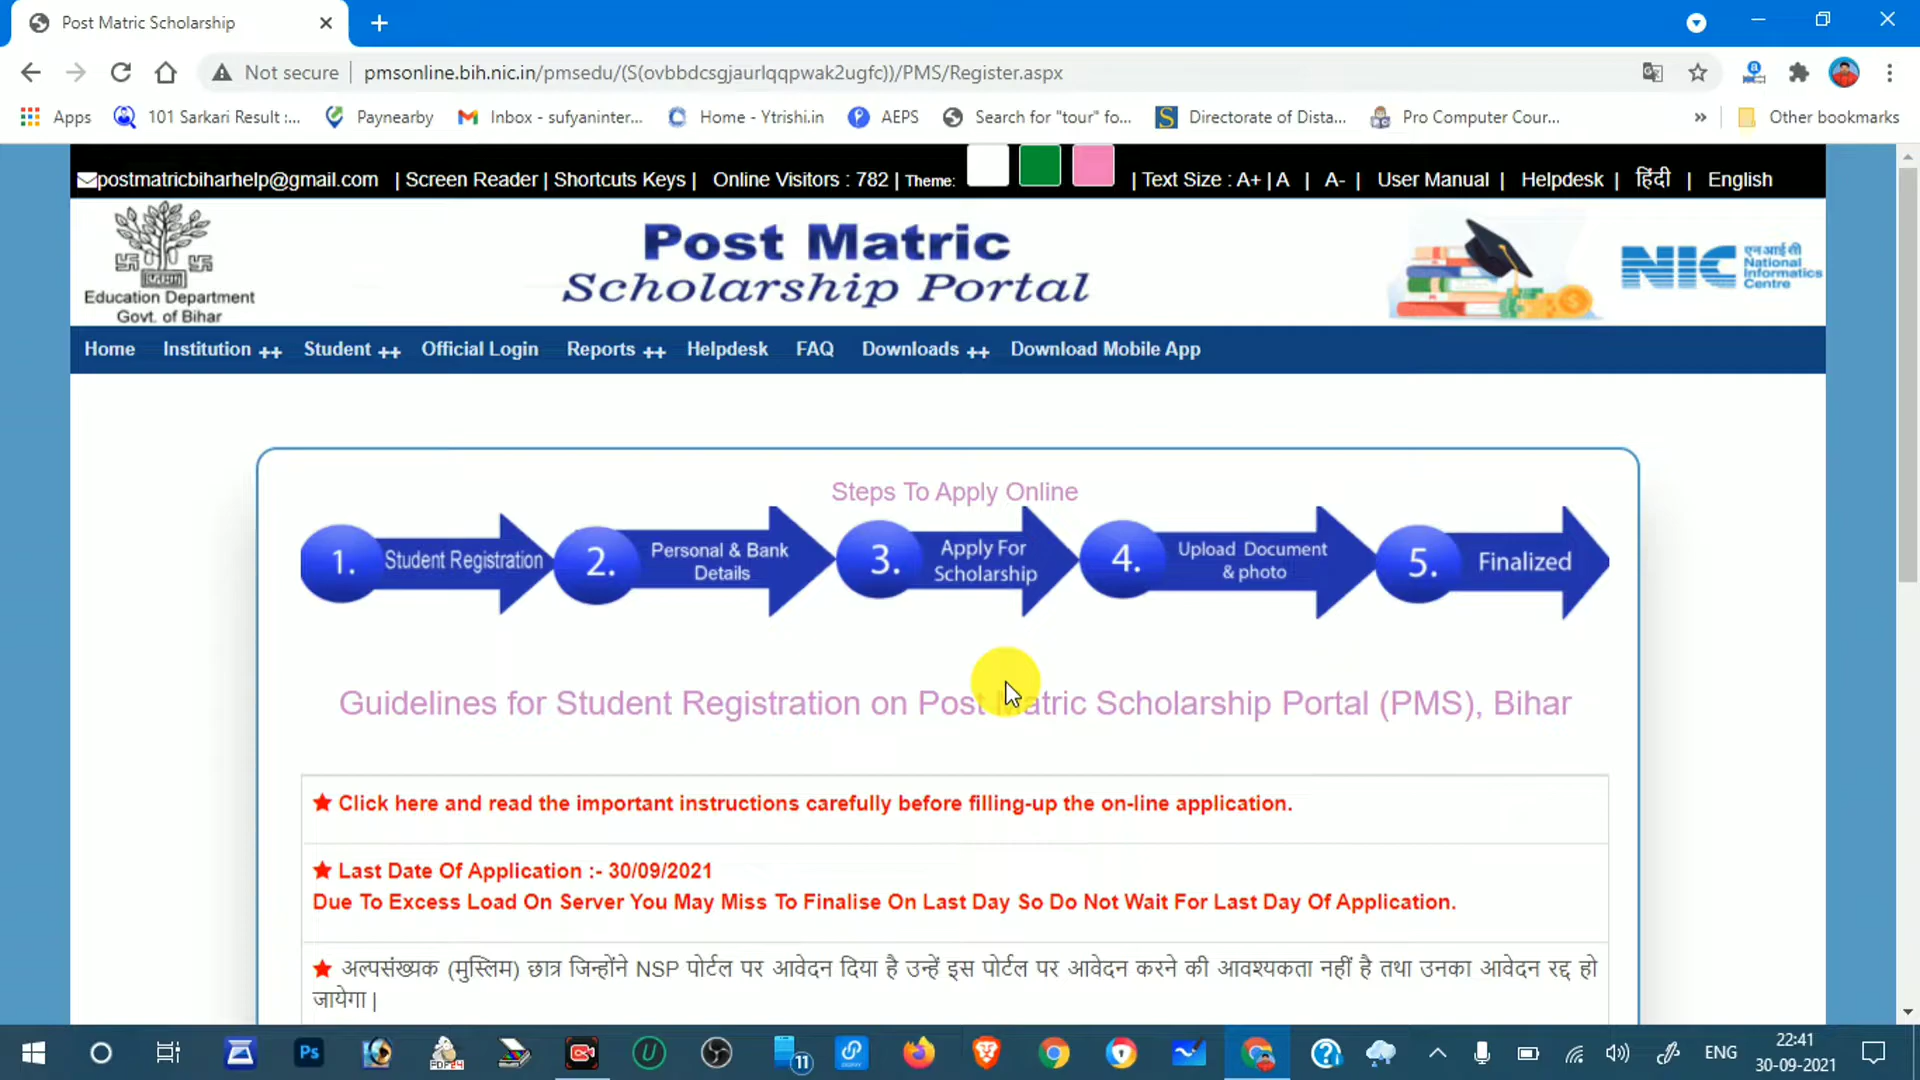 Post Matric Scholarship
Not secure
pmsonline.bih.nic.in/pmsedu/(S(ovbbdcsgjaurlqqpwak2ugfc))/PMS/Register.aspx
Apps
101 Sarkari Result :...
Paynearby
Inbox - sufyaninter...
Home - Ytrishi.in
AEPS
Search for "tour" fo...
Directorate of Dista...
Pro Computer Cour...
»
Other bookmarks
postmatricbiharhelp@gmail.com | Screen Reader | Shortcuts Keys | Online Visitors : 782 | Theme: | Text Size : A+ | A | A- | User Manual | Helpdesk | हिंदी | English
Education Department
Govt. of Bihar
Post Matric
Scholarship Portal
NIC
एनआईसी
National
Informatics
Centre
Home Institution ++ Student ++ Official Login Reports ++ Helpdesk FAQ Downloads ++ Download Mobile App
Steps To Apply Online
1. Student Registration
2. Personal & Bank
Details
3. Apply For
Scholarship
4. Upload Document
& photo
5. Finalized
Guidelines for Student Registration on Post Matric Scholarship Portal (PMS), Bihar
Click here and read the important instructions carefully before filling-up the on-line application.
Last Date Of Application :- 30/09/2021
Due To Excess Load On Server You May Miss To Finalise On Last Day So Do Not Wait For Last Day Of Application.
अल्पसंख्यक (मुस्लिम) छात्र जिन्होंने NSP पोर्टल पर आवेदन दिया है उन्हें इस पोर्टल पर आवेदन करने की आवश्यकता नहीं है तथा उनका आवेदन रद्द हो
जायेगा |
Ps
PDF24
11
ENG
22:41
30-09-2021